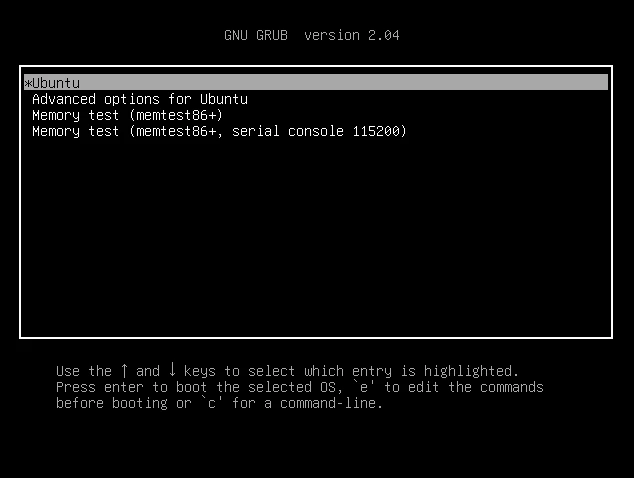 GNU GRUB  version 2.04
*Ubuntu
Advanced options for Ubuntu
Memory test (memtest86+)
Memory test (memtest86+, serial console 115200)
Use the ↑ and ↓ keys to select which entry is highlighted.
Press enter to boot the selected OS, `e' to edit the commands
before booting or `c' for a command-line.